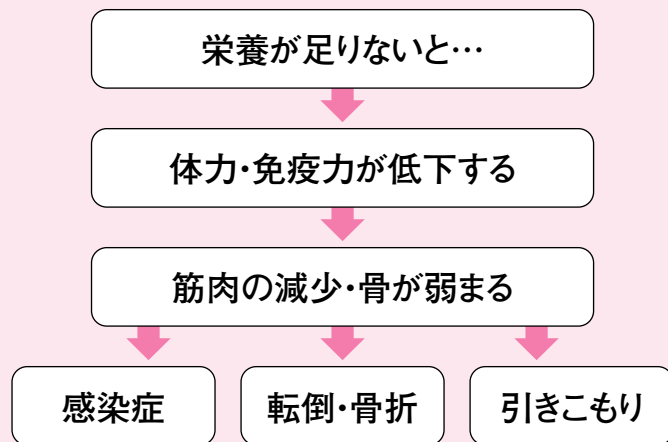 栄養が足りないと…
体力・免疫力が低下する
筋肉の減少・骨が弱まる
感染症
転倒・骨折
引きこもり